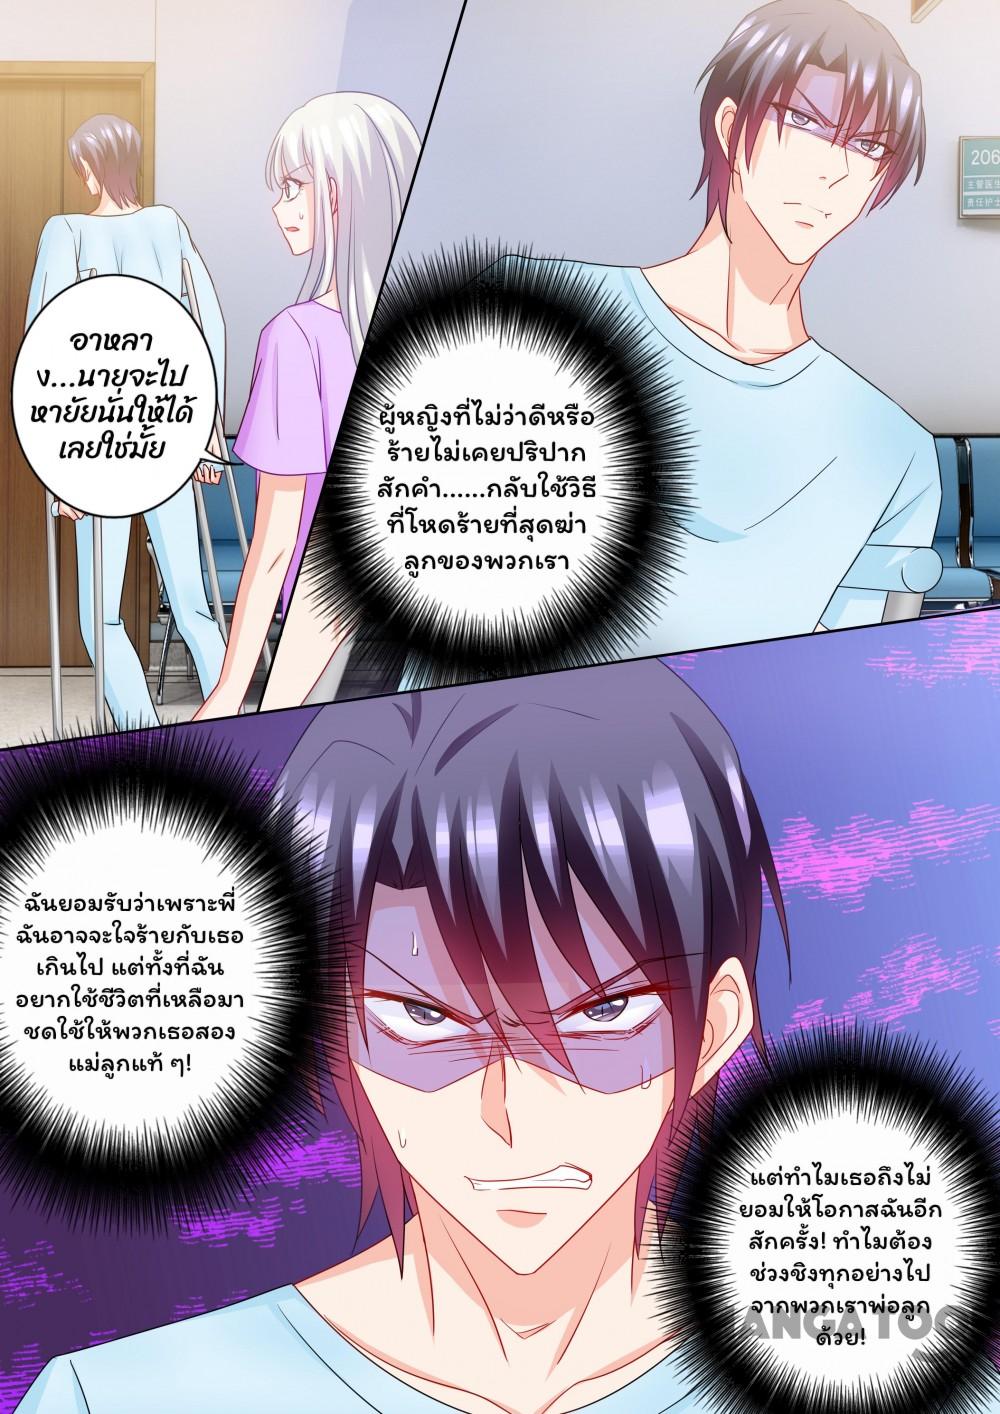 อาหลา
ง...นายจะไป
หายัยนั่นให้ได้
เลยใช่มั้ย
206
主管医生
责任护士
ผู้หญิงที่ไม่ว่าดีหรือ
ร้ายไม่เคยปริปาก
สักคำ......กลับใช้วิธี
ที่โหดร้ายที่สุดฆ่า
ลูกของพวกเรา
ฉันยอมรับว่าเพราะพี่
ฉันอาจจะใจร้ายกับเธอ
เกินไป แต่ทั้งที่ฉัน
อยากใช้ชีวิตที่เหลือมา
ชดใช้ให้พวกเธอสอง
แม่ลูกแท้ ๆ!
แต่ทำไมเธอถึงไม่
ยอมให้โอกาสฉันอีก
สักครั้ง! ทำไมต้อง
ช่วงชิงทุกอย่างไป
จากพวกเราพ่อลูก
ด้วย!